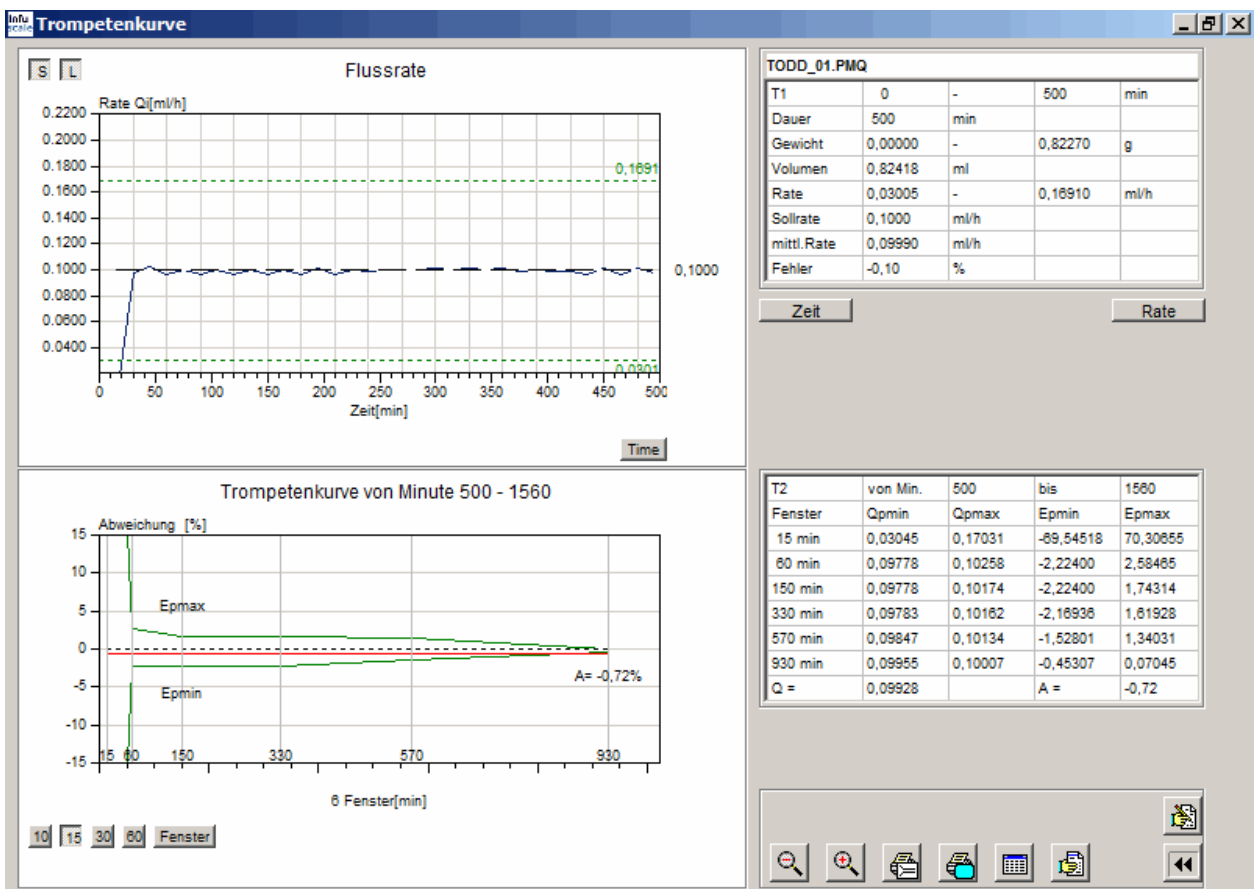 Infu scale Trompetenkurve
S L Flussrate
Rate Qi[ml/h]
0.2200
0.2000
0.1800
0,1691
0.1600
0.1400
0.1200
0.1000
0,1000
0.0800
0.0600
0.0400
0,0301
0 50 100 150 200 250 300 350 400 450 500
Zeit[min]
Time
TODD_01.PMQ
T1 0 - 500 min
Dauer 500 min
Gewicht 0,00000 - 0,82270 g
Volumen 0,82418 ml
Rate 0,03005 - 0,16910 ml/h
Sollrate 0,1000 ml/h
mittl.Rate 0,09990 ml/h
Fehler -0,10 %
Zeit Rate
Trompetenkurve von Minute 500 - 1560
Abweichung [%]
15
10
5
Epmax
0
A= -0,72%
-5
Epmin
-10
-15
15 60 150 330 570 930
6 Fenster[min]
10 15 30 60 Fenster
T2 von Min. 500 bis 1560
Fenster Qpmin Qpmax Epmin Epmax
15 min 0,03045 0,17031 -69,54518 70,30655
60 min 0,09778 0,10258 -2,22400 2,58465
150 min 0,09778 0,10174 -2,22400 1,74314
330 min 0,09783 0,10162 -2,16936 1,61928
570 min 0,09847 0,10134 -1,52801 1,34031
930 min 0,09955 0,10007 -0,45307 0,07045
Q = 0,09928 A = -0,72